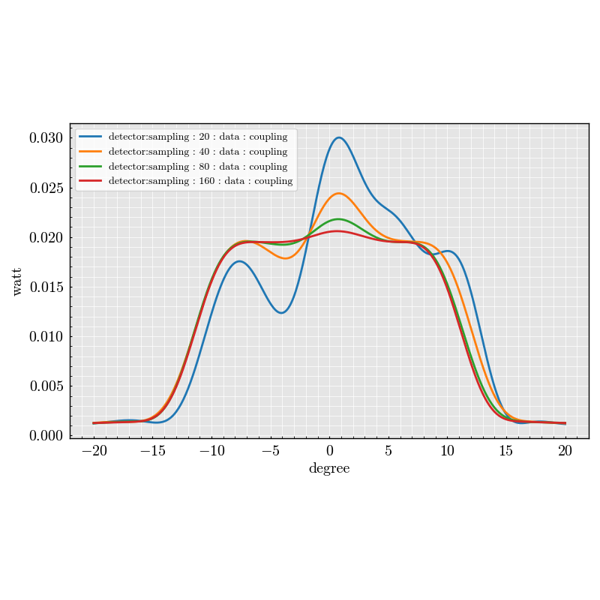 detector:sampling : 20 : data : coupling
detector:sampling : 40 : data : coupling
detector:sampling : 80 : data : coupling
detector:sampling : 160 : data : coupling
0.030
0.025
0.020
0.015
0.010
0.005
0.000
watt
−20 −15 −10 −5 0 5 10 15 20
degree